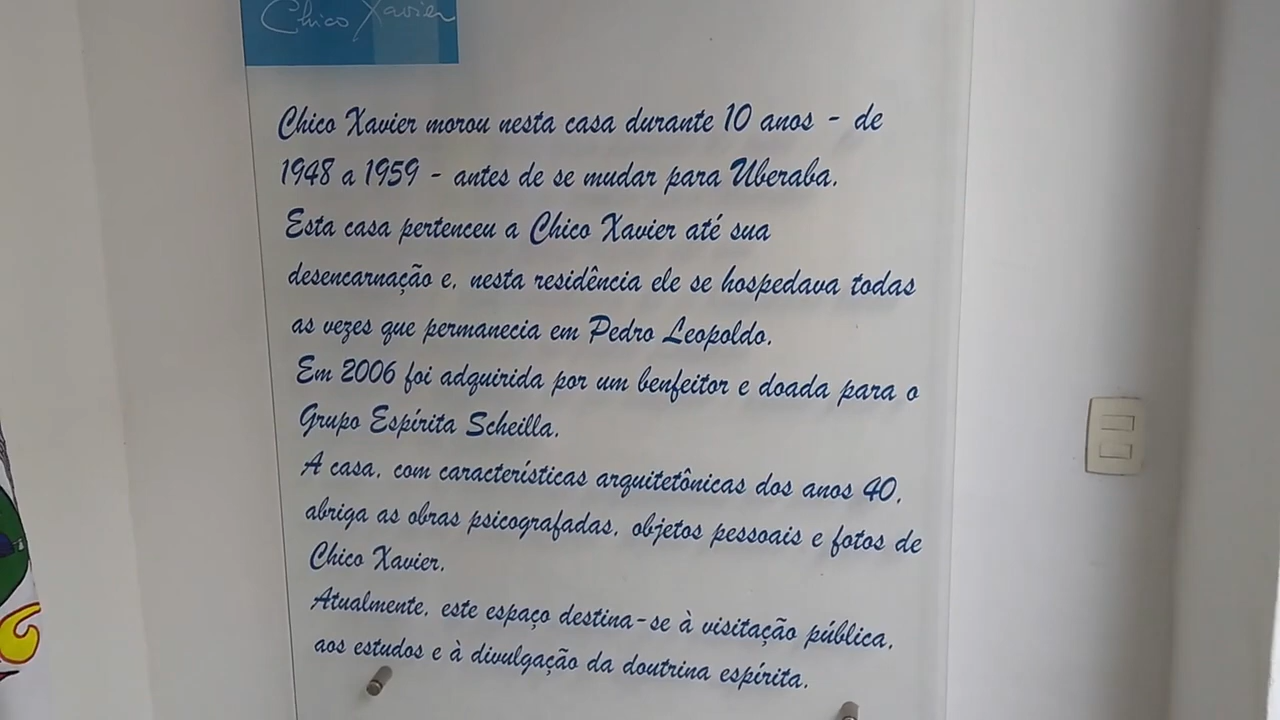 Chico Xavier
Chico Xavier morou nesta casa durante 10 anos - de
1948 a 1959 - antes de se mudar para Uberaba.
Esta casa pertenceu a Chico Xavier até sua
desencarnação e, nesta residência ele se hospedava todas
as vezes que permanecia em Pedro Leopoldo.
Em 2006 foi adquirida por um benfeitor e doada para o
Grupo Espírita Scheilla.
A casa, com características arquitetônicas dos anos 40,
abriga as obras psicografadas, objetos pessoais e fotos de
Chico Xavier.
Atualmente, este espaço destina-se à visitação pública,
aos estudos e à divulgação da doutrina espírita.